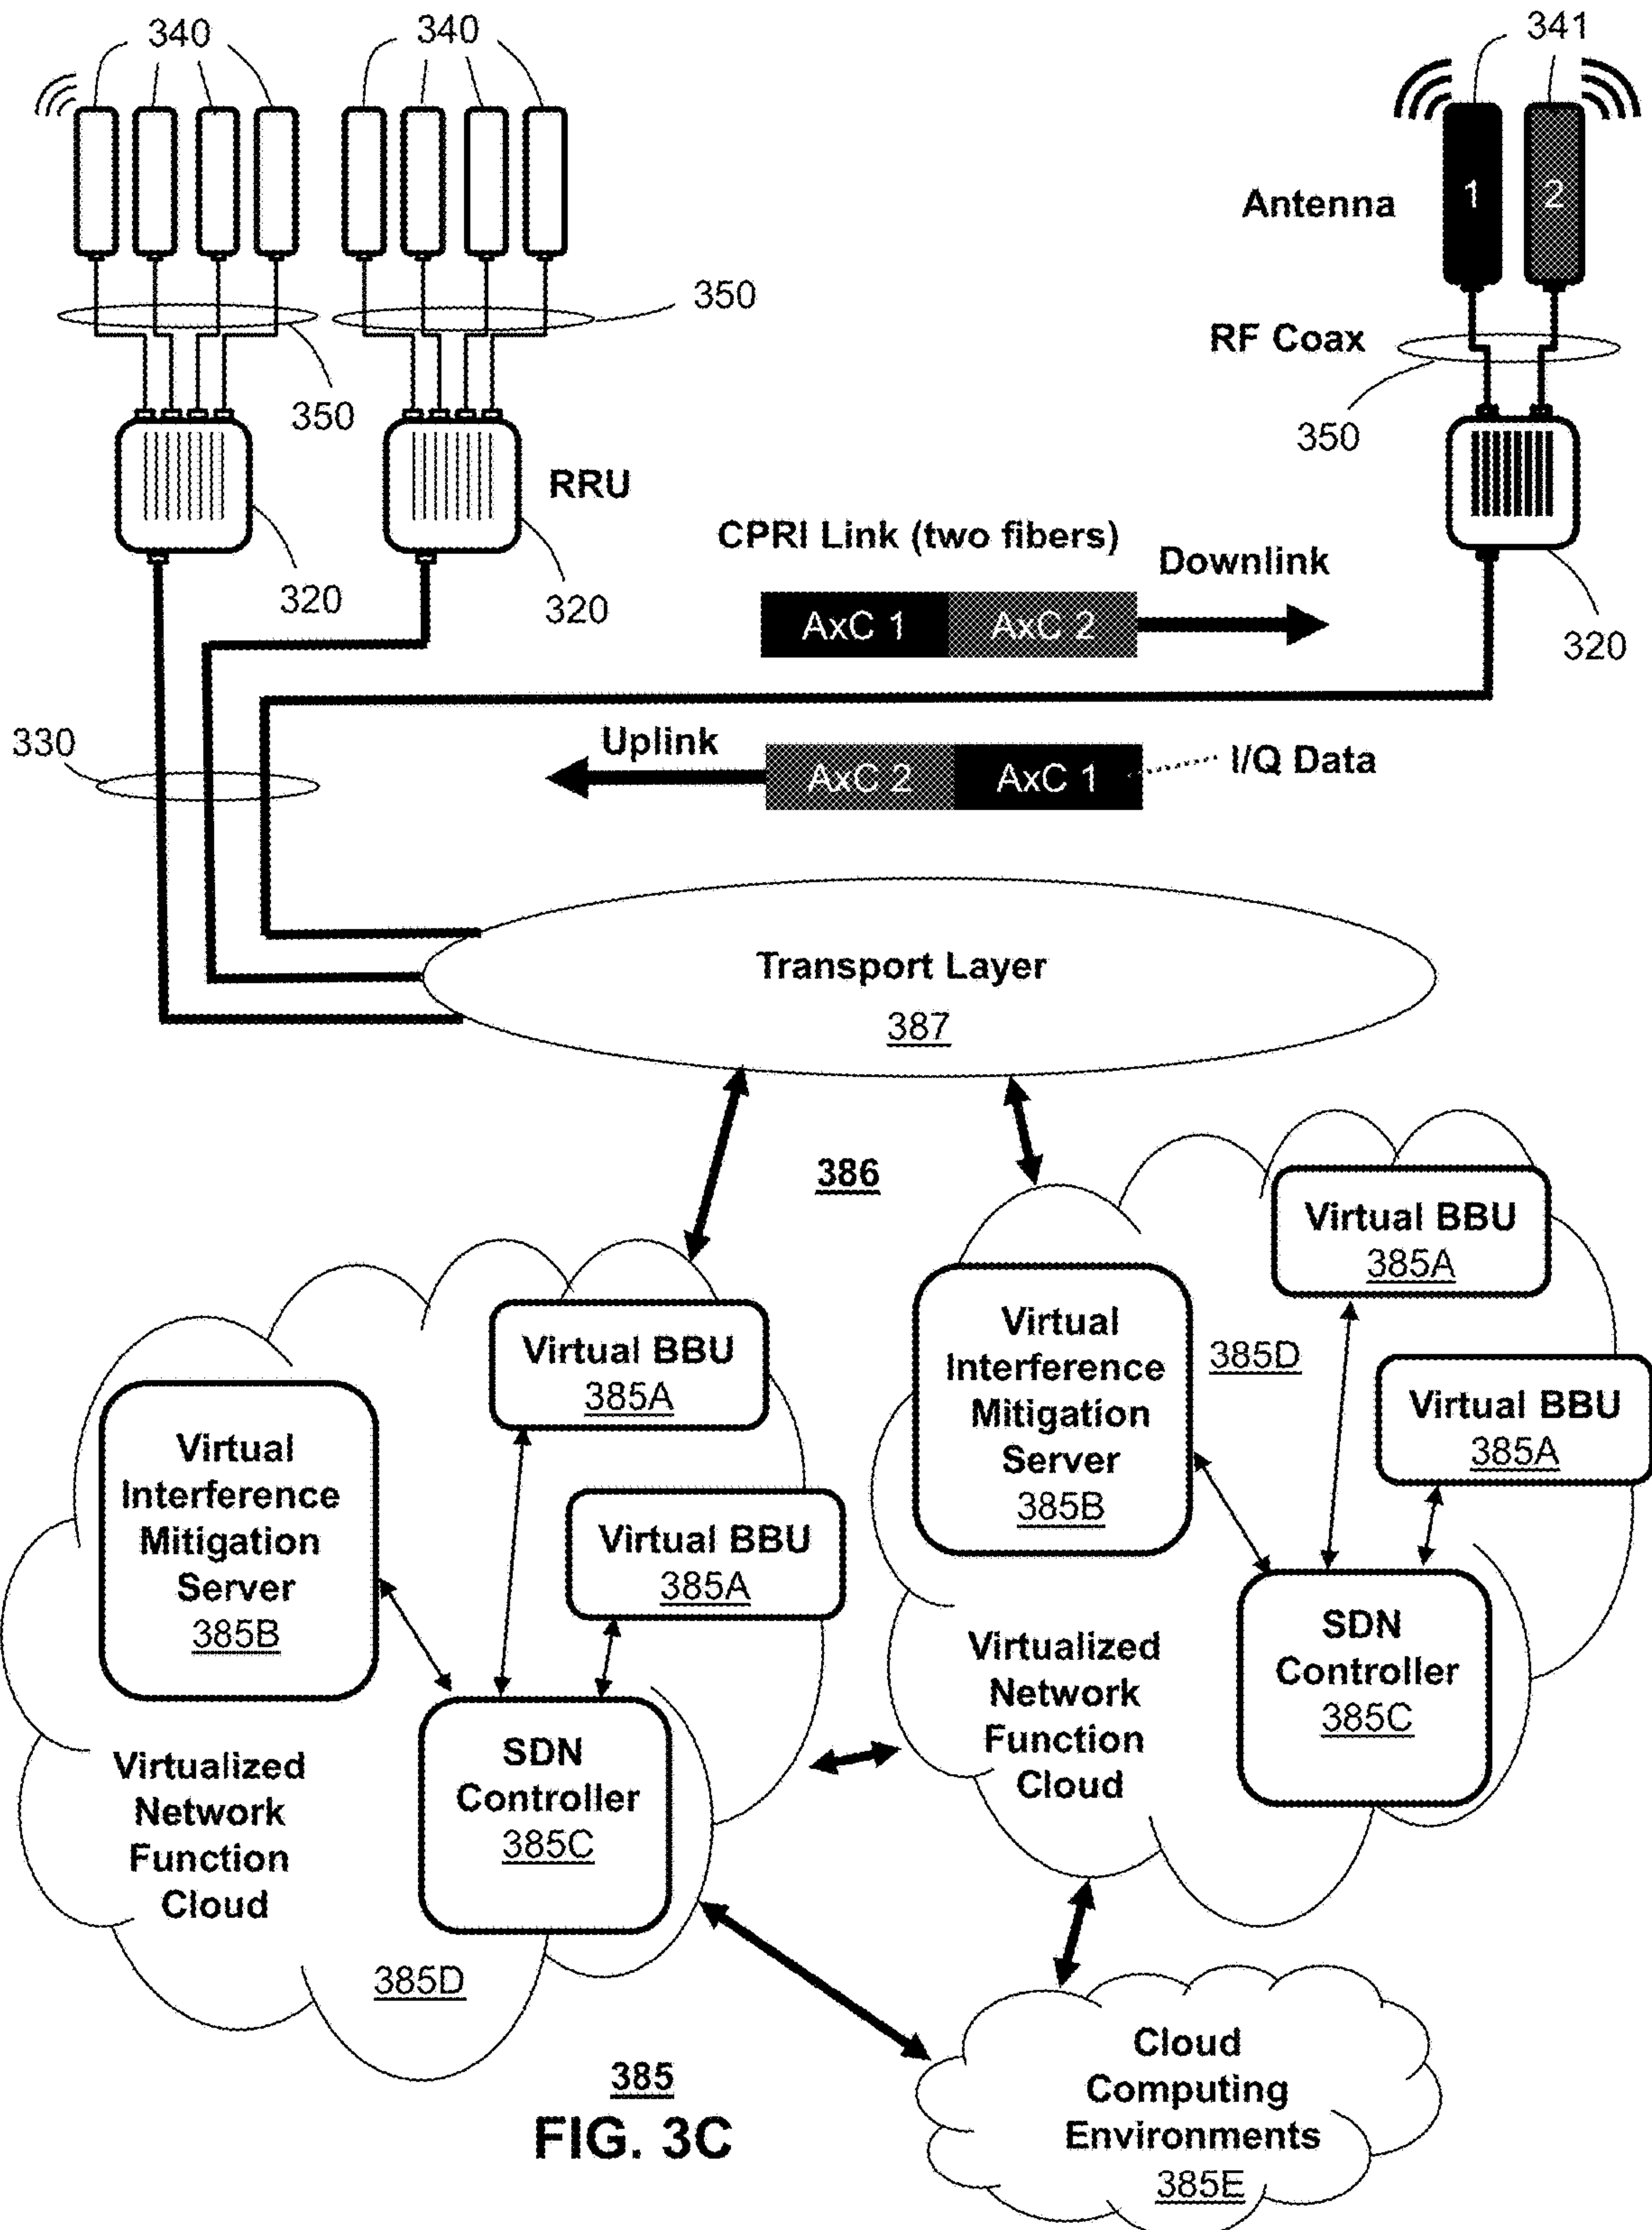 340
340
341
1
2
Antenna
350
RF Coax
350
350
RRU
CPRI Link (two fibers)
Downlink
320
320
AxC 1
AxC 2
320
330
Uplink
AxC 2
AxC 1
I/Q Data
Transport Layer
387
386
Virtual BBU
385A
Virtual
Interference
Mitigation
Server
385B
385D
Virtual BBU
385A
Virtual BBU
385A
Virtual
Interference
Mitigation
Server
385B
Virtual BBU
385A
SDN
Controller
385C
Virtualized
Network
Function
Cloud
SDN
Controller
385C
Virtualized
Network
Function
Cloud
385D
Cloud
Computing
Environments
385E
385
FIG. 3C